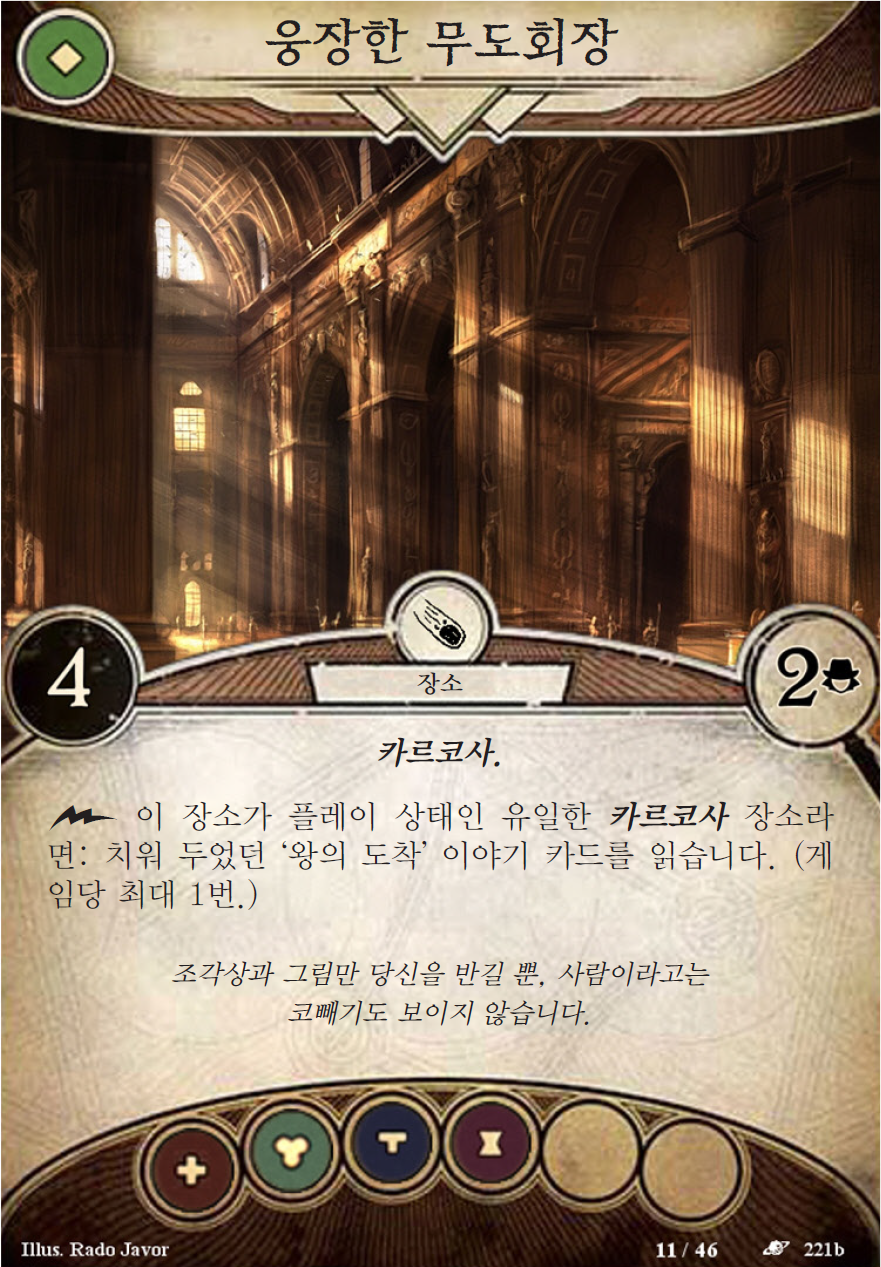 웅장한 무도회장
4
장소
2
카르코사.
이 장소가 플레이 상태인 유일한 카르코사 장소라
면: 치워 두었던 ‘왕의 도착’ 이야기 카드를 읽습니다. (게
임당 최대 1번.)
조각상과 그림만 당신을 반길 뿐, 사람이라고는
코빼기도 보이지 않습니다.
Illus. Rado Javor
11 / 46
221b